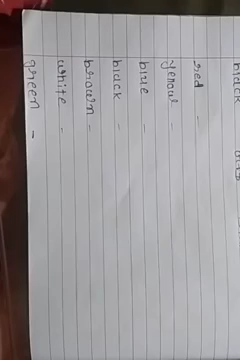 black
red -
yellow -
blue -
black -
brown -
white -
green -